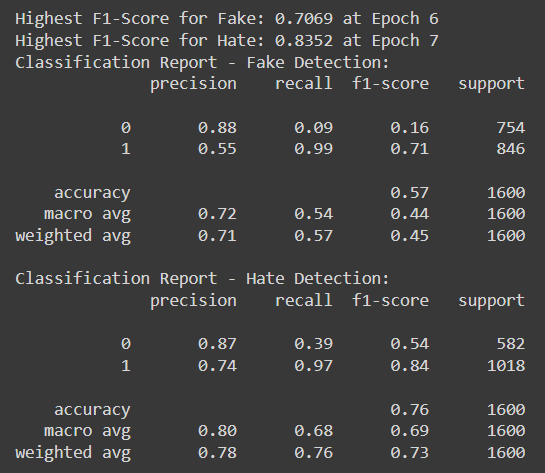 Highest F1-Score for Fake: 0.7069 at Epoch 6
Highest F1-Score for Hate: 0.8352 at Epoch 7
Classification Report - Fake Detection:
precision recall f1-score support
0 0.88 0.09 0.16 754
1 0.55 0.99 0.71 846
accuracy 0.57 1600
macro avg 0.72 0.54 0.44 1600
weighted avg 0.71 0.57 0.45 1600
Classification Report - Hate Detection:
precision recall f1-score support
0 0.87 0.39 0.54 582
1 0.74 0.97 0.84 1018
accuracy 0.76 1600
macro avg 0.80 0.68 0.69 1600
weighted avg 0.78 0.76 0.73 1600